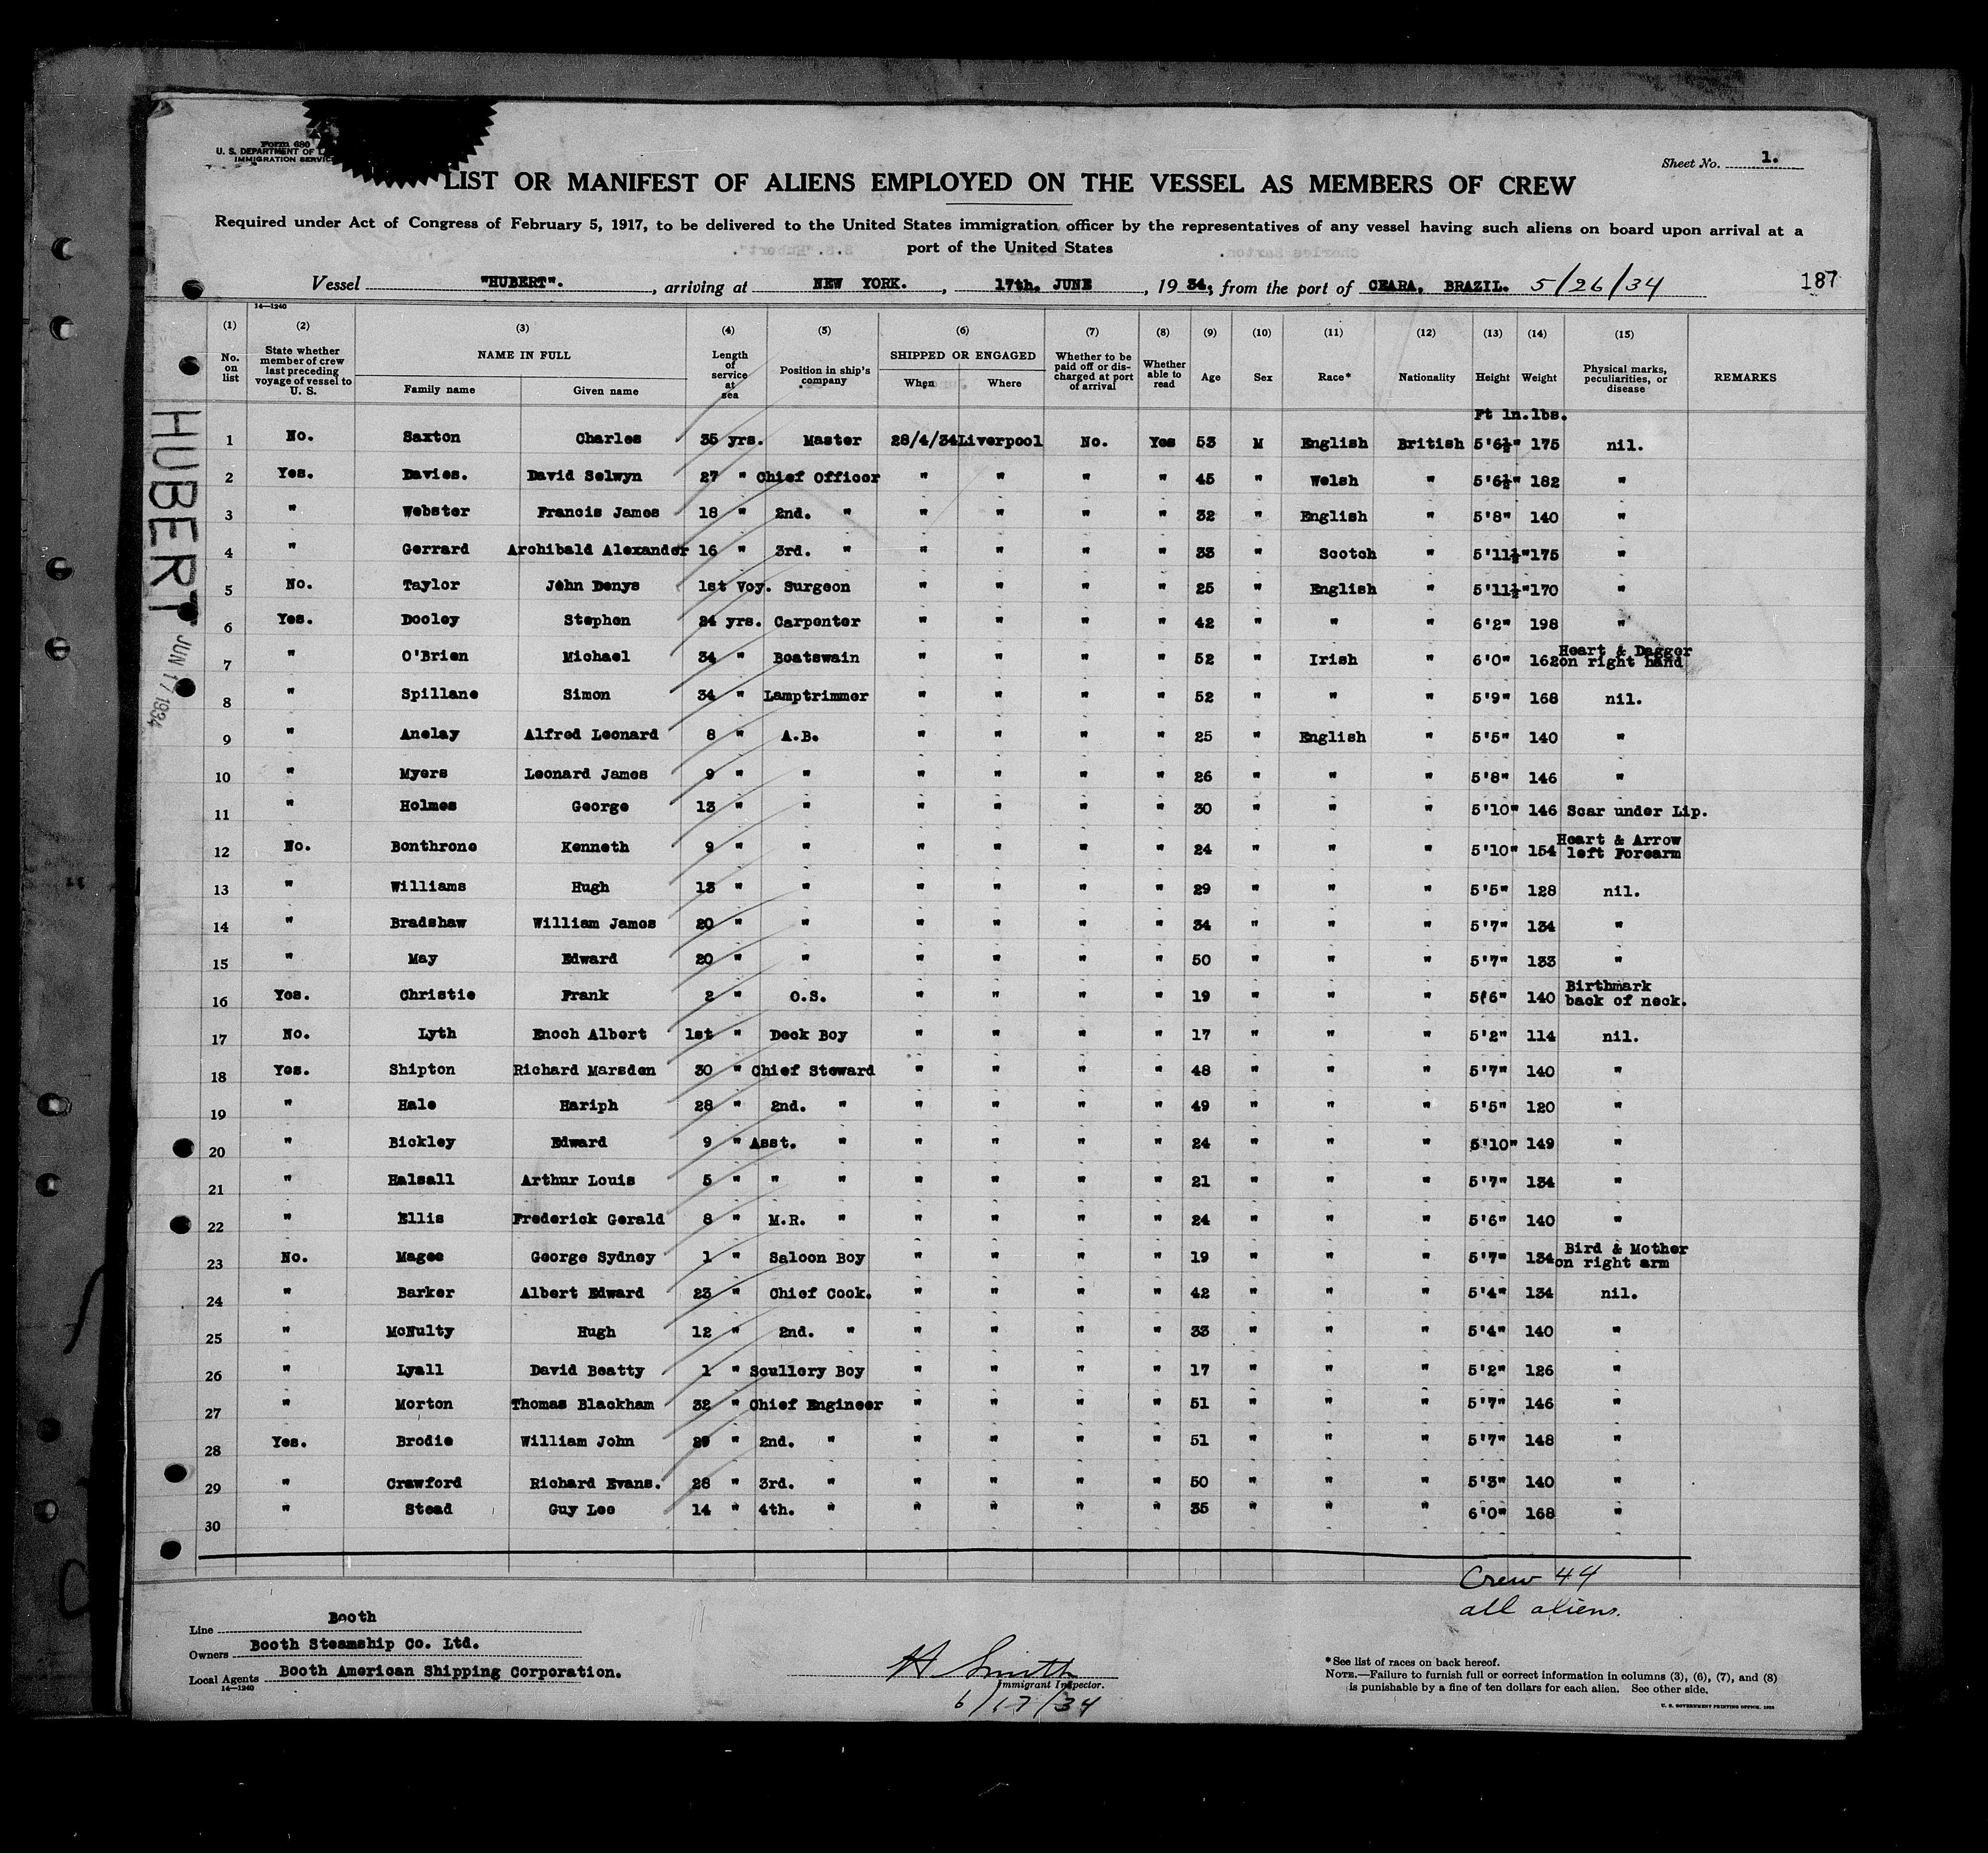 Form 680
U. S. DEPARTMENT OF
IMMIGRATION SERVICE
Sheet No. 1.
LIST OR MANIFEST OF ALIENS EMPLOYED ON THE VESSEL AS MEMBERS OF CREW
Required under Act of Congress of February 5, 1917, to be delivered to the United States immigration officer by the representatives of any vessel having such aliens on board upon arrival at a
port of the United States
Vessel "HUBERT". , arriving at NEW YORK. , 17th. JUNE , 19 34, from the port of CEARA, BRAZIL. 5/26/34 187
14—1240
(1) (2) (3) (4) (5) (6) (7) (8) (9) (10) (11) (12) (13) (14) (15)
No. on list State whether member of crew last preceding voyage of vessel to U. S. NAME IN FULL Family name Given name Length of service at sea Position in ship's company SHIPPED OR ENGAGED When Where Whether to be paid off or discharged at port of arrival Whether able to read Age Sex Race* Nationality Height Weight Physical marks, peculiarities, or disease REMARKS
Ft in. lbs.
1 No. Saxton Charles 35 yrs. Master 28/4/34 Liverpool No. Yes 53 M English British 5'6½" 175 nil.
2 Yes. Davies. David Selwyn 27 " Chief Officer " " " " 45 " Welsh " 5'6½" 182 "
3 " Webster Francis James 18 " 2nd. " " " " " 32 " English " 5'8" 140 "
4 " Gerrard Archibald Alexander 16 " 3rd. " " " " " 33 " Scotch " 5'11½" 175 "
5 No. Taylor John Denys 1st Voy. Surgeon " " " " 25 " English " 5'11½" 170 "
6 Yes. Dooley Stephen 24 yrs. Carpenter " " " " 42 " " " 6'2" 198 "
7 " O'Brien Michael 34 " Boatswain " " " " 52 " Irish " 6'0" 162 Heart & Dagger on right hand
8 " Spillane Simon 34 " Lamptrimmer " " " " 52 " " " 5'9" 168 nil.
9 " Anelay Alfred Leonard 8 " A.B. " " " " 25 " English " 5'5" 140 "
10 " Myers Leonard James 9 " " " " " " 26 " " " 5'8" 146 "
11 " Holmes George 13 " " " " " " 30 " " " 5'10" 146 Scar under Lip.
12 No. Bonthrone Kenneth 9 " " " " " " 24 " " " 5'10" 154 Heart & Arrow left Forearm
13 " Williams Hugh 13 " " " " " " 29 " " " 5'5" 128 nil.
14 " Bradshaw William James 20 " " " " " " 34 " " " 5'7" 134 "
15 " May Edward 20 " " " " " " 50 " " " 5'7" 133 "
16 Yes. Christie Frank 2 " O.S. " " " " 19 " " " 5(6" 140 Birthmark back of neck.
17 No. Lyth Enoch Albert 1st " Deck Boy " " " " 17 " " " 5'2" 114 nil.
18 Yes. Shipton Richard Marsden 30 " Chief Steward " " " " 48 " " " 5'7" 140 "
19 " Hale Hariph 28 " 2nd. " " " " " 49 " " " 5'5" 120 "
20 " Bickley Edward 9 " Asst. " " " " " 24 " " " 5'10" 149 "
21 " Halsall Arthur Louis 5 " " " " " " " 21 " " " 5'7" 134 "
22 " Ellis Frederick Gerald 8 " M.R. " " " " " 24 " " " 5'6" 140 "
23 No. Magee George Sydney 1 " Saloon Boy " " " " 19 " " " 5'7" 134 Bird & Mother on right arm
24 " Barker Albert Edward 23 " Chief Cook. " " " " 42 " " " 5'4" 134 nil.
25 " McNulty Hugh 12 " 2nd. " " " " " 33 " " " 5'4" 140 "
26 " Lyall David Beatty 1 " Scullery Boy " " " " 17 " " " 5'2" 126 "
27 " Morton Thomas Blackham 32 " Chief Engineer " " " " 51 " " " 5'7" 146 "
28 Yes. Brodie William John 29 " 2nd. " " " " " 51 " " " 5'7" 148 "
29 " Crawford Richard Evans. 28 " 3rd. " " " " " 50 " " " 5'3" 140 "
30 " Stead Guy Lee 14 " 4th. " " " " " 35 " " " 6'0" 168 "
HUBERT
JUN 17 1934
Crew 44
all aliens.
Line Booth
Owners Booth Steamship Co. Ltd.
Local Agents Booth American Shipping Corporation.
14—1240
H Smith
Immigrant Inspector.
6/17/34
*See list of races on back hereof.
NOTE.—Failure to furnish full or correct information in columns (3), (6), (7), and (8)
is punishable by a fine of ten dollars for each alien. See other side.
U. S. GOVERNMENT PRINTING OFFICE